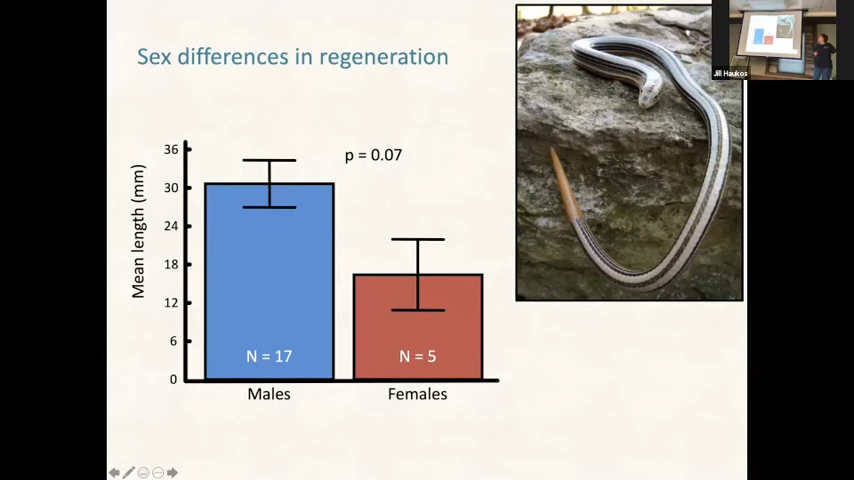 Sex differences in regeneration
Jill Haukos
p = 0.07
Mean length (mm)
36
30
24
18
12
6
0
N = 17
N = 5
Males
Females